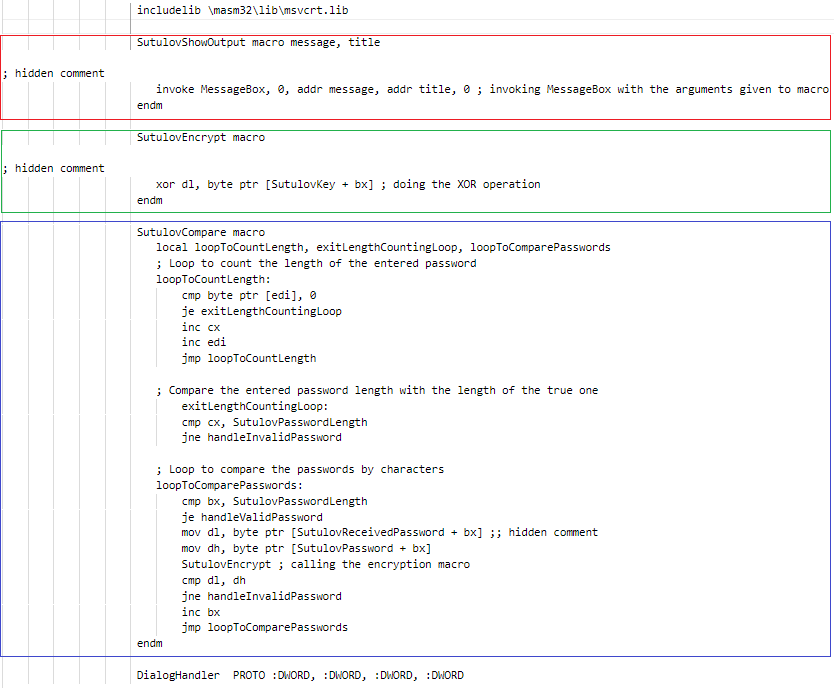 includelib \masm32\lib\msvcrt.lib
SutulovShowOutput macro message, title
; hidden comment
invoke MessageBox, 0, addr message, addr title, 0 ; invoking MessageBox with the arguments given to macro
endm
SutulovEncrypt macro
; hidden comment
xor dl, byte ptr [SutulovKey + bx] ; doing the XOR operation
endm
SutulovCompare macro
local loopToCountLength, exitLengthCountingLoop, loopToComparePasswords
; Loop to count the length of the entered password
loopToCountLength:
cmp byte ptr [edi], 0
je exitLengthCountingLoop
inc cx
inc edi
jmp loopToCountLength
; Compare the entered password length with the length of the true one
exitLengthCountingLoop:
cmp cx, SutulovPasswordLength
jne handleInvalidPassword
; Loop to compare the passwords by characters
loopToComparePasswords:
cmp bx, SutulovPasswordLength
je handleValidPassword
mov dl, byte ptr [SutulovReceivedPassword + bx] ;; hidden comment
mov dh, byte ptr [SutulovPassword + bx]
SutulovEncrypt ; calling the encryption macro
cmp dl, dh
jne handleInvalidPassword
inc bx
jmp loopToComparePasswords
endm
DialogHandler PROTO :DWORD, :DWORD, :DWORD, :DWORD